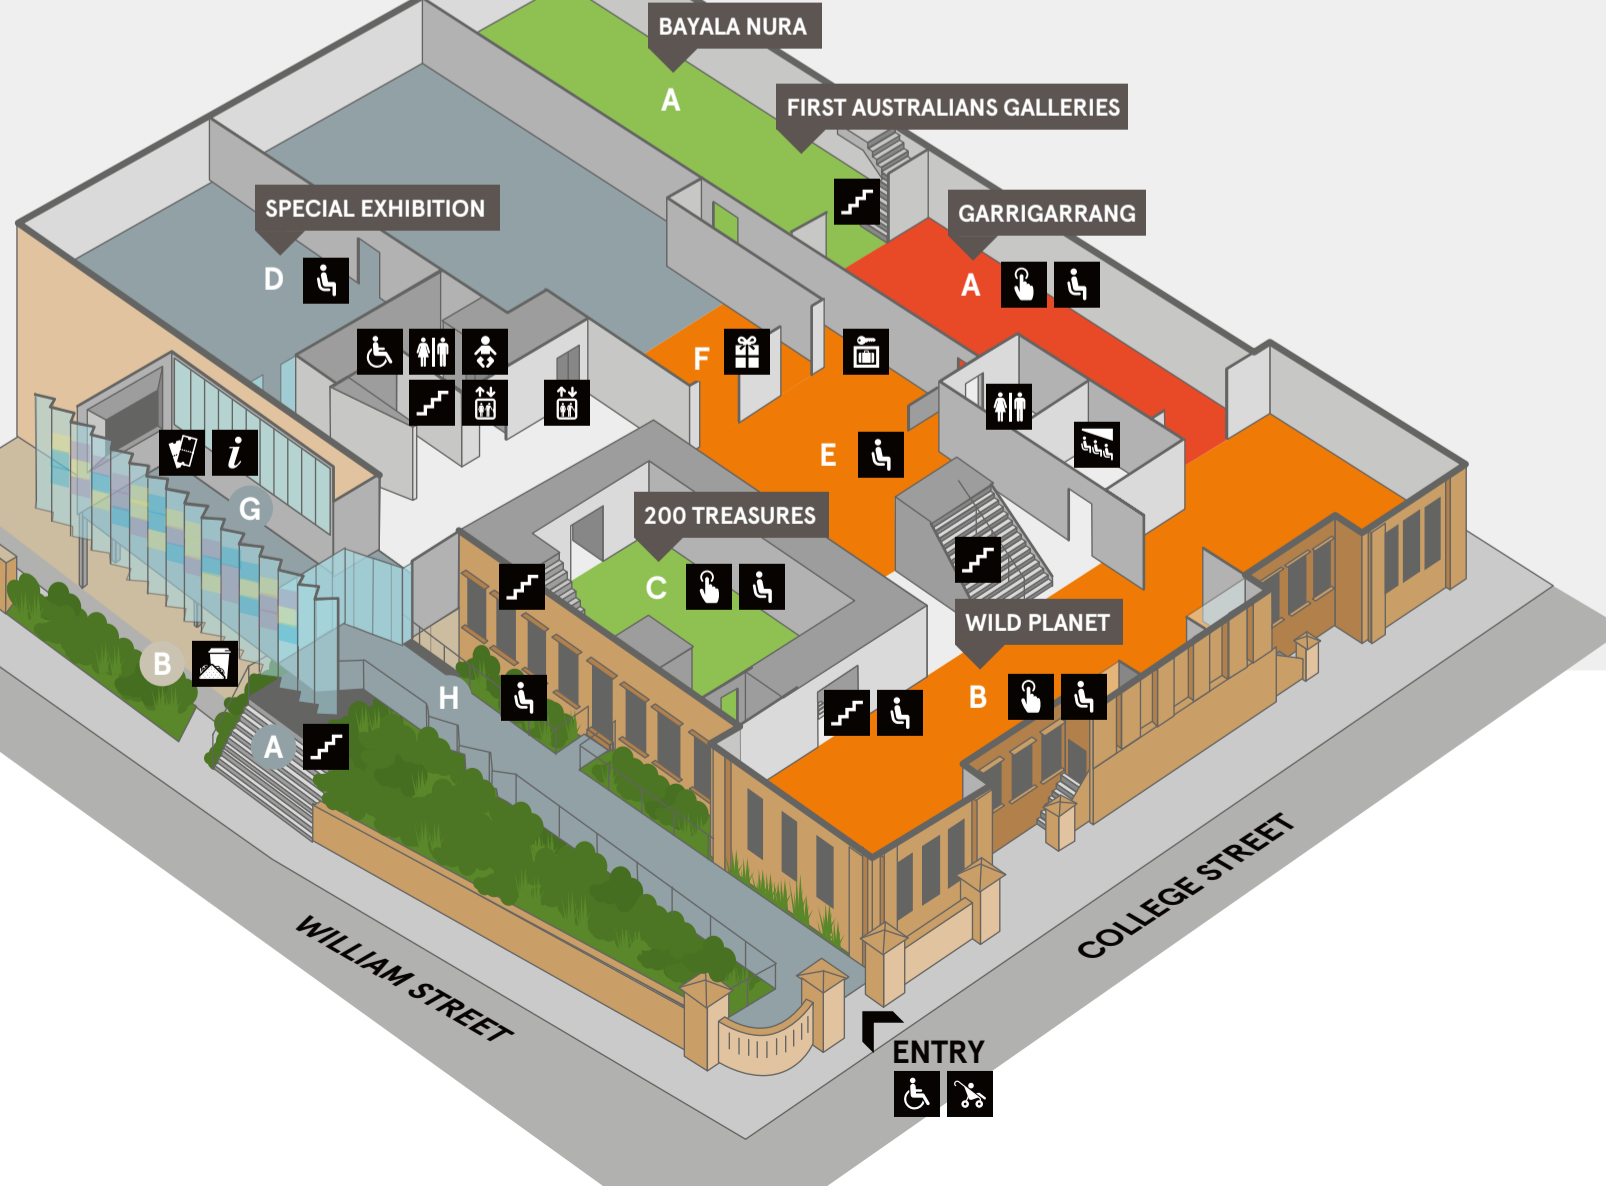 BAYALA NURA
A
FIRST AUSTRALIANS GALLERIES
SPECIAL EXHIBITION
GARRIGARRANG
D
A
F
E
i
G
200 TREASURES
C
WILD PLANET
B
H
B
A
WILLIAM STREET
COLLEGE STREET
ENTRY